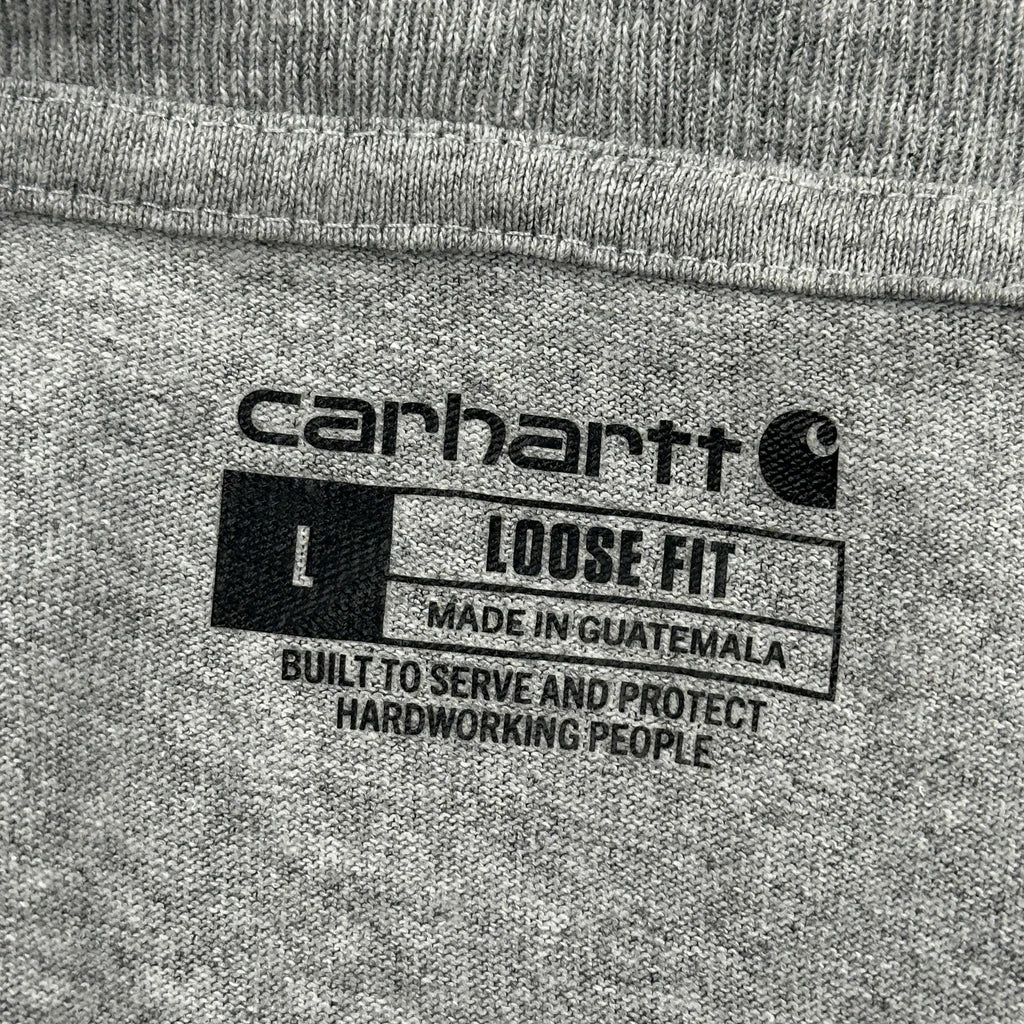 carhartt
L
LOOSE FIT
MADE IN GUATEMALA
BUILT TO SERVE AND PROTECT
HARDWORKING PEOPLE